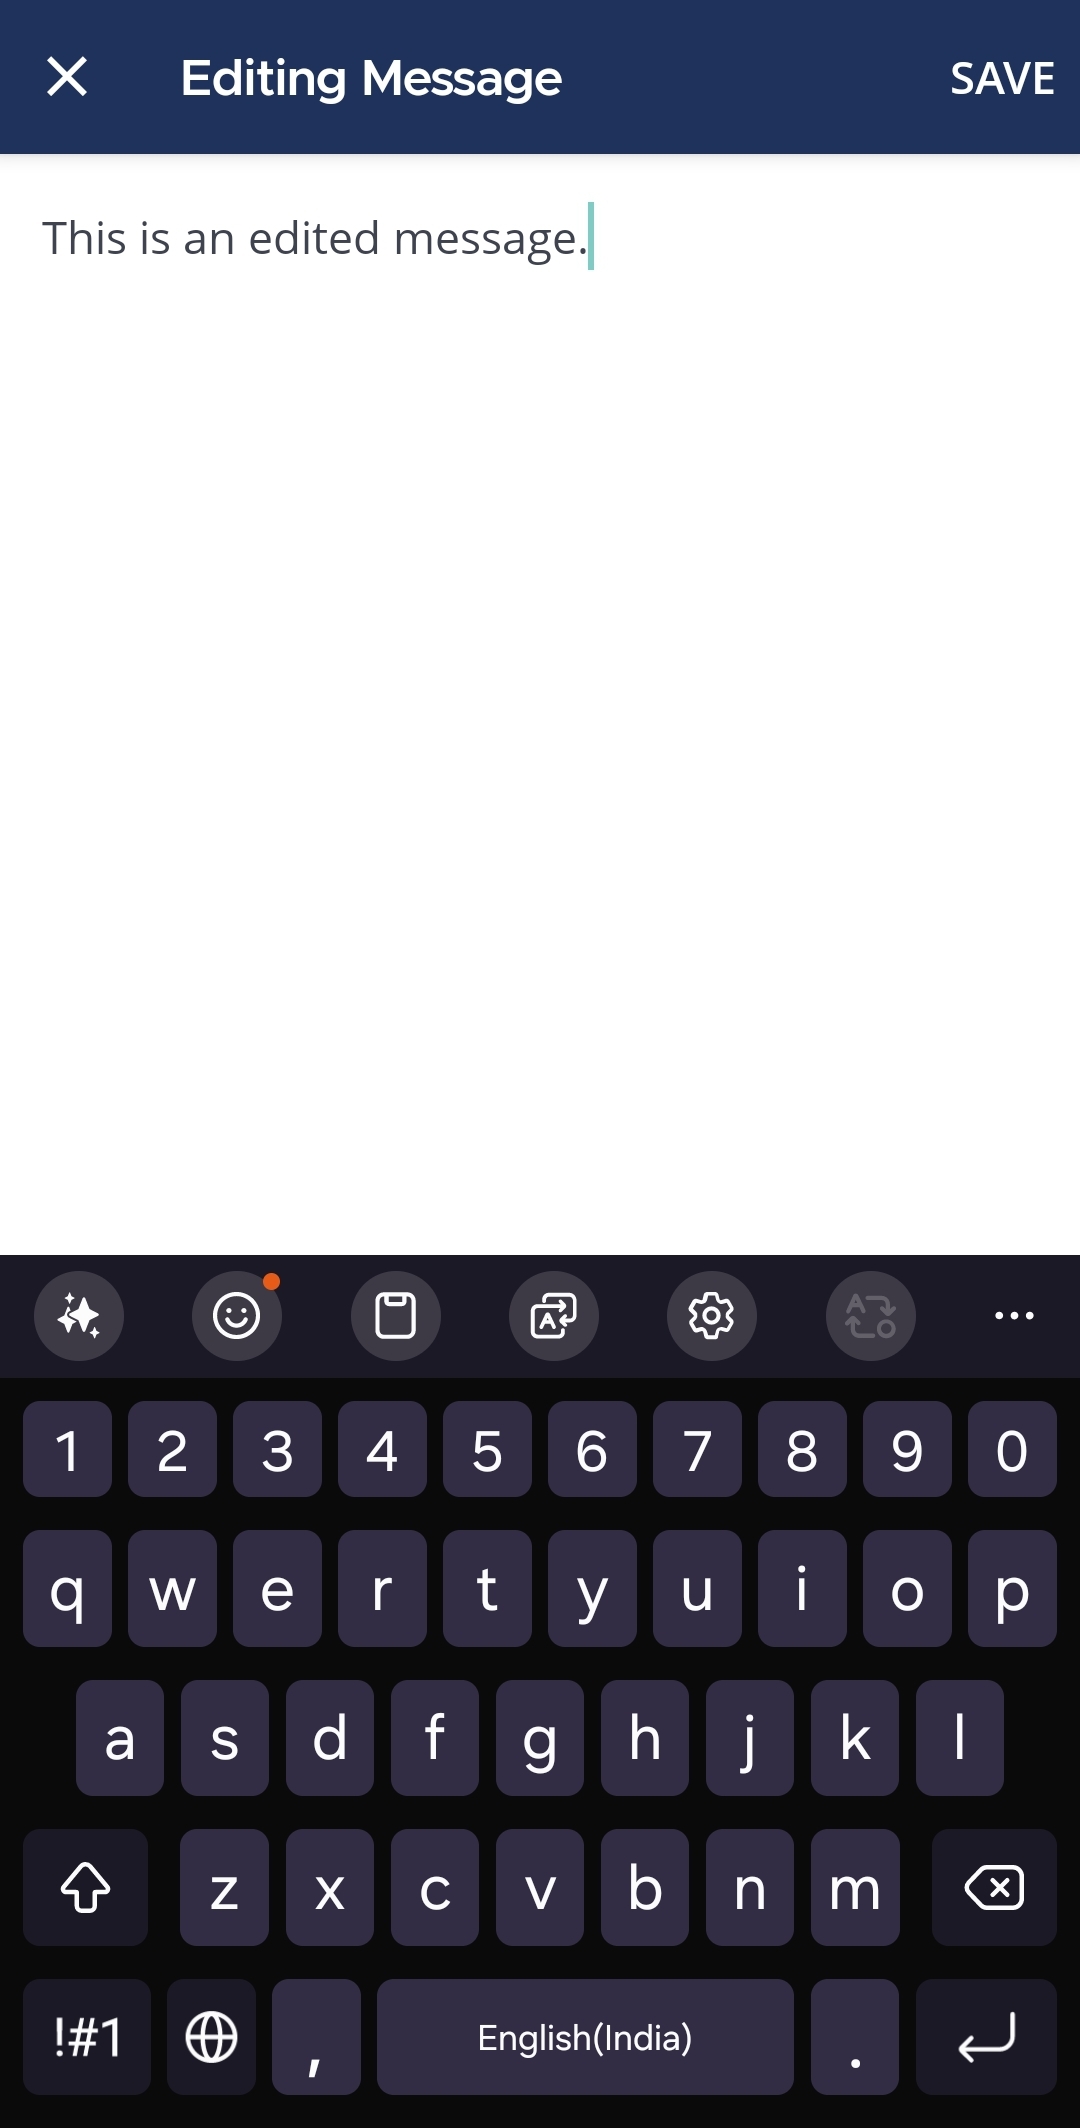 Editing Message
SAVE
This is an edited message.
1 2 3 4 5 6 7 8 9 0
q w e r t y u i o p
a s d f g h j k l
z x c v b n m
!#1 , English(India) .